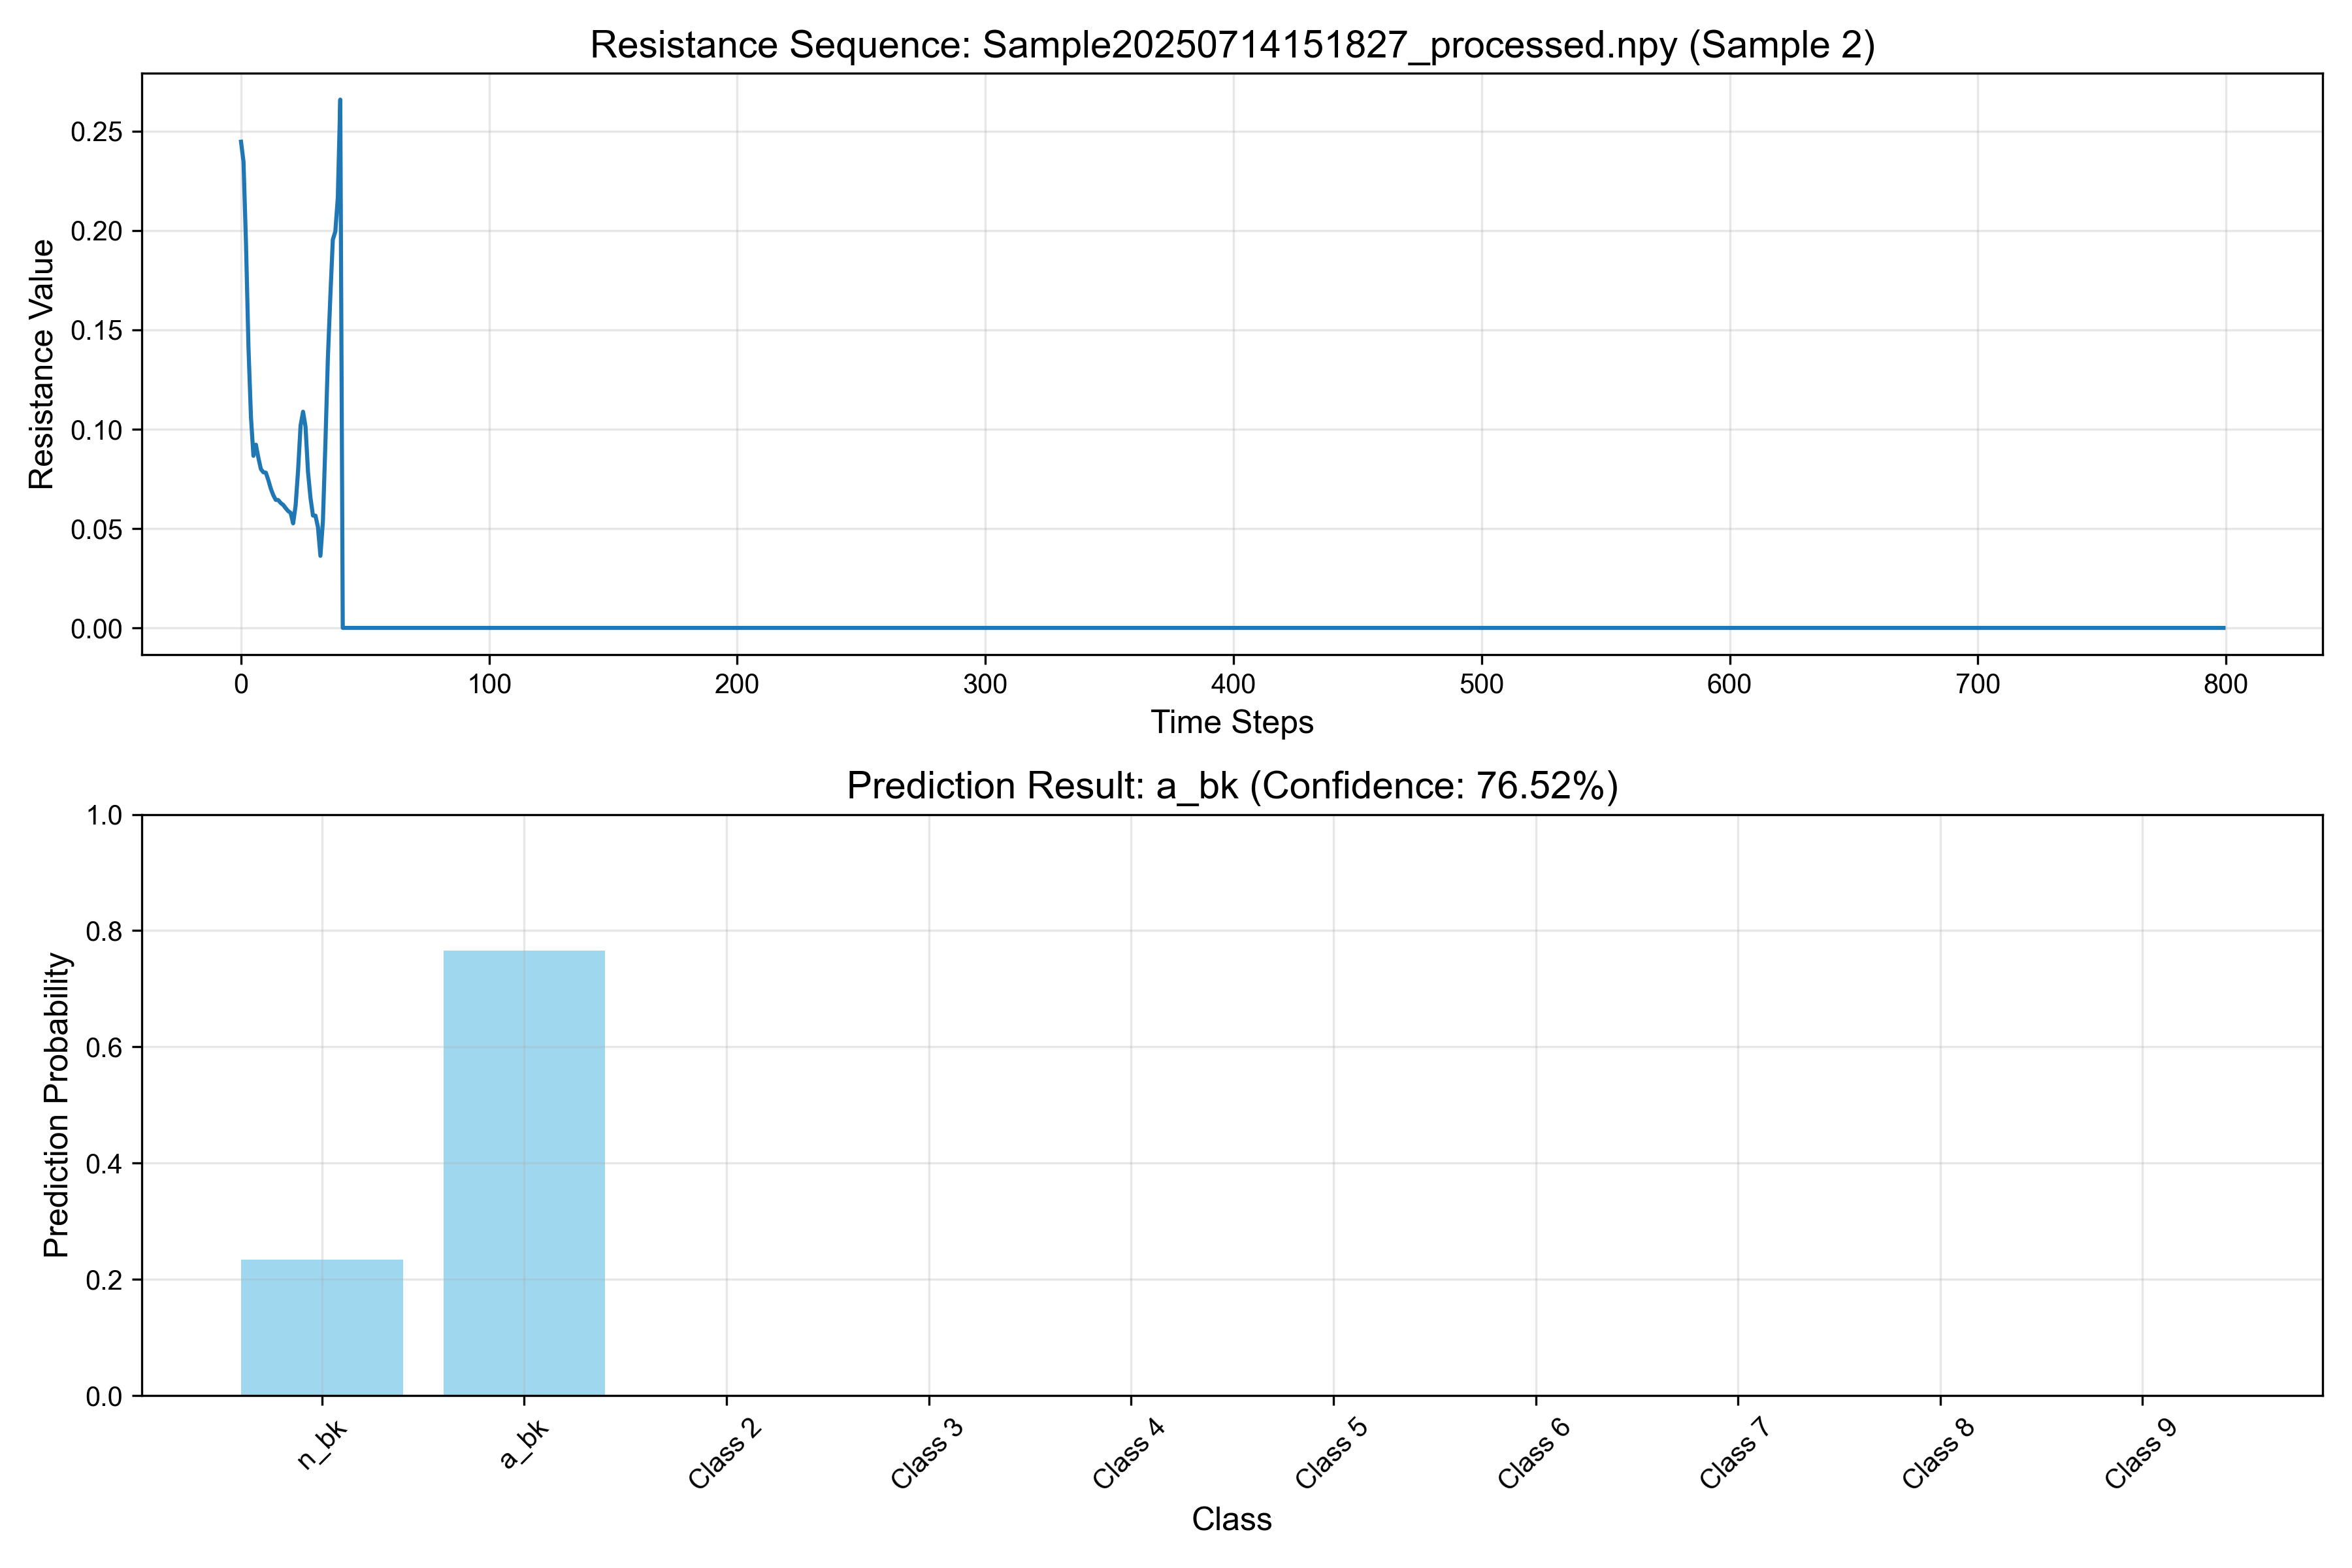 Resistance Sequence: Sample20250714151827_processed.npy (Sample 2)
Resistance Value
0.25
0.20
0.15
0.10
0.05
0.00
0 100 200 300 400 500 600 700 800
Time Steps
Prediction Result: a_bk (Confidence: 76.52%)
Prediction Probability
1.0
0.8
0.6
0.4
0.2
0.0
n_bk a_bk Class 2 Class 3 Class 4 Class 5 Class 6 Class 7 Class 8 Class 9
Class